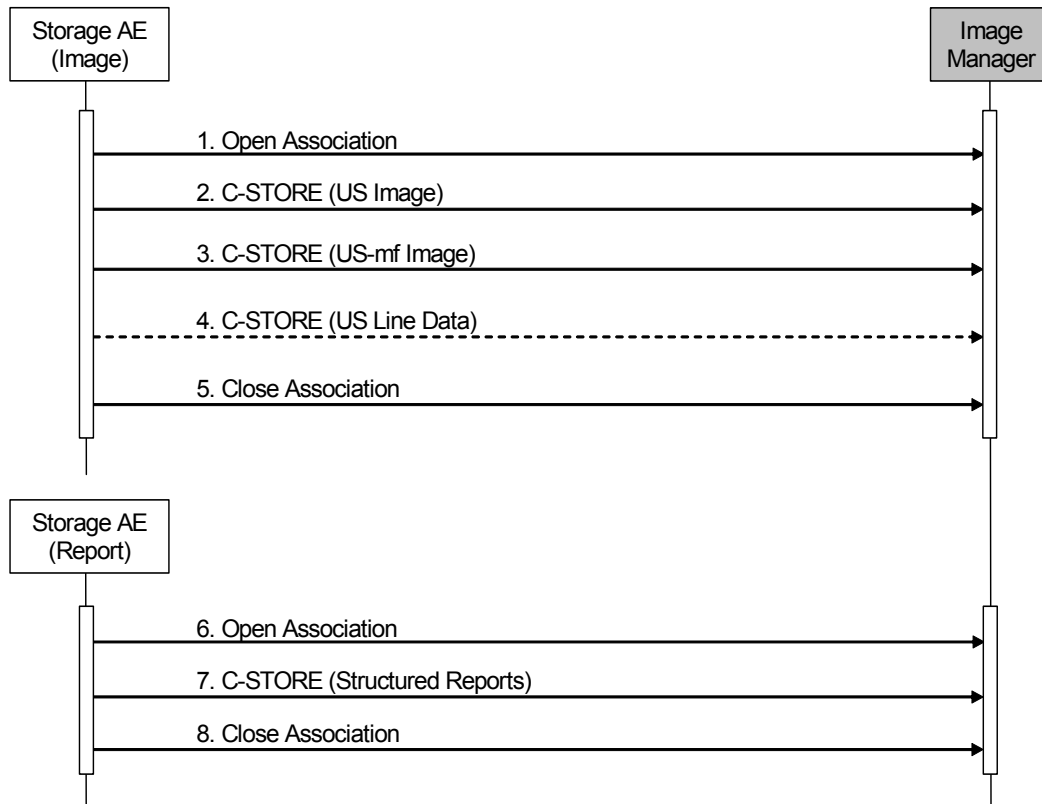 Storage AE
(Image)
Image
Manager
1. Open Association
2. C-STORE (US Image)
3. C-STORE (US-mf Image)
4. C-STORE (US Line Data)
5. Close Association
Storage AE
(Report)
6. Open Association
7. C-STORE (Structured Reports)
8. Close Association